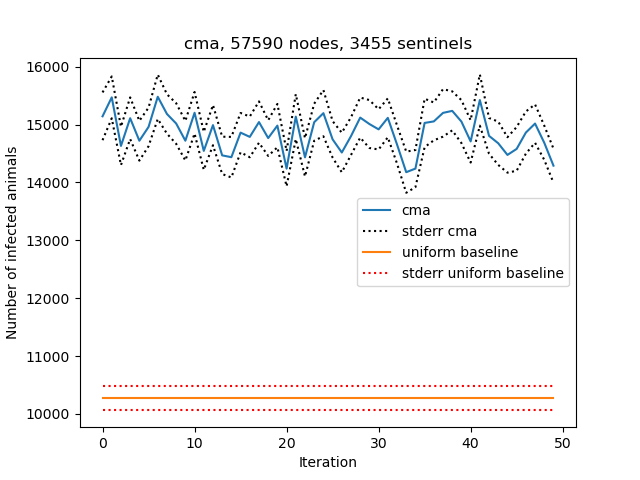 cma, 57590 nodes, 3455 sentinels
Number of infected animals
16000
15000
14000
13000
12000
11000
10000
cma
stderr cma
uniform baseline
stderr uniform baseline
0 10 20 30 40 50
Iteration